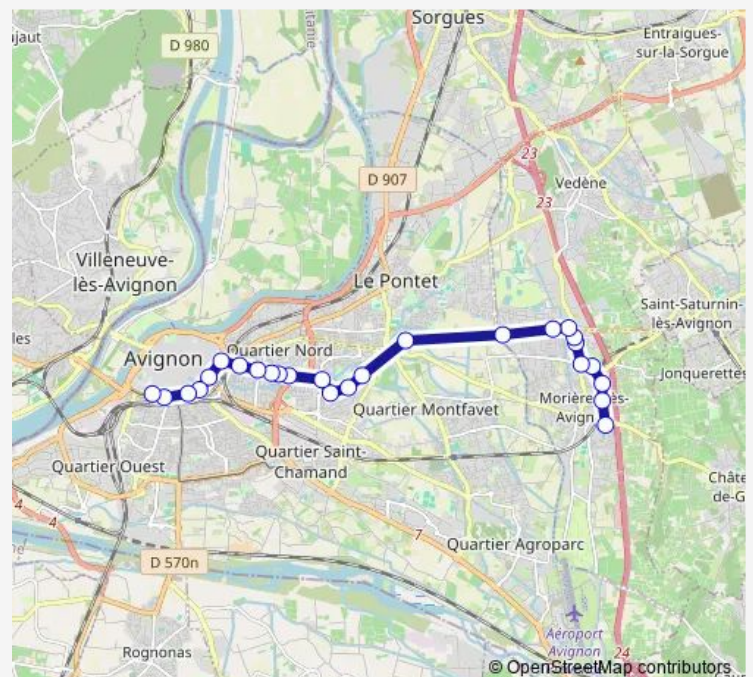 Sorgues
jaut
D 980
Entraigues-
sur-la-Sorgue
23
D 907
Vedène
23
Villeneuve-
lès-Avignon
Le Pontet
Saint-Saturnin-
lès-Avignon
les
Avignon
Quartier Nord
Jonquerettes
Quartier Montfavet
Quartier Saint-
Chamand
Quartier Ouest
Châte
de-G
4
4
7
Quartier Agroparc
D 570n
Aéroport
Avignon
Rognonas
24
© OpenStreetMap contributors